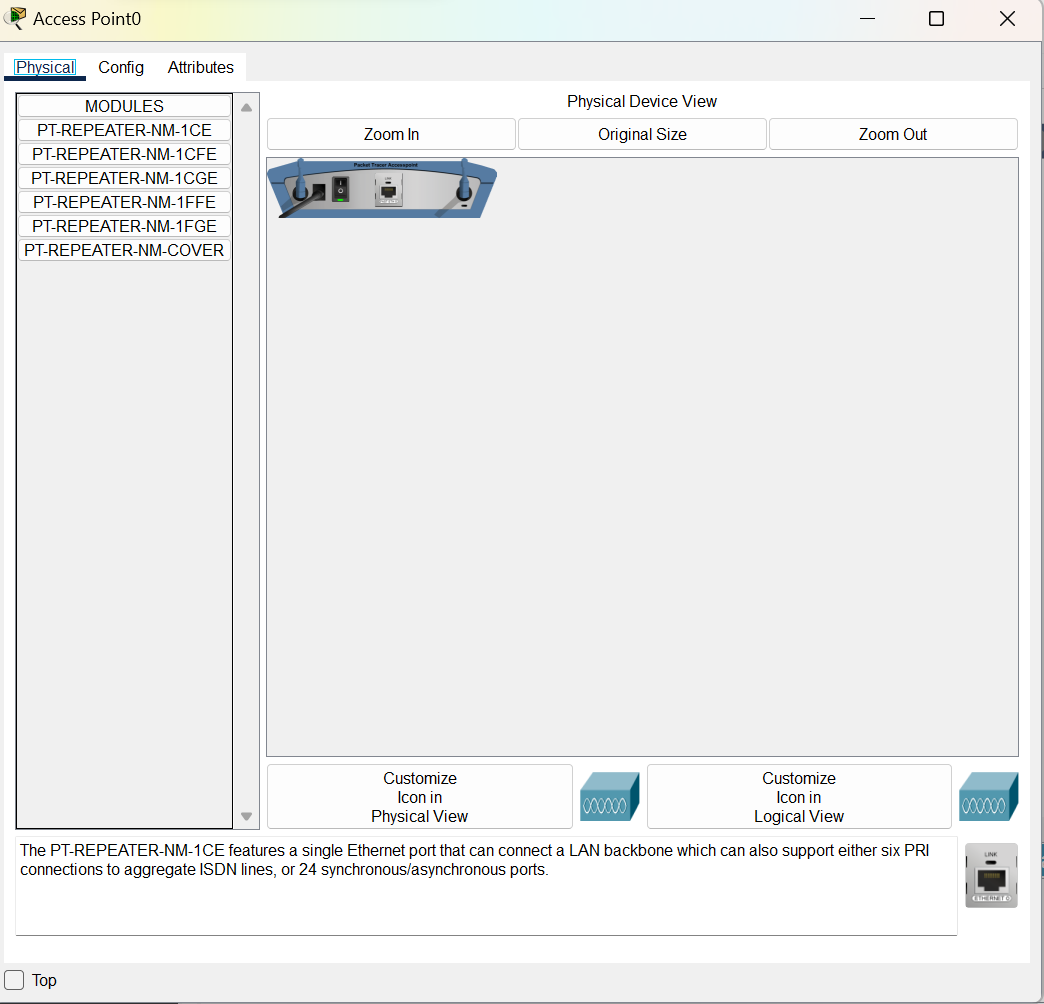 Access Point0
Physical
Config
Attributes
MODULES
PT-REPEATER-NM-1CE
PT-REPEATER-NM-1CFE
PT-REPEATER-NM-1CGE
PT-REPEATER-NM-1FFE
PT-REPEATER-NM-1FGE
PT-REPEATER-NM-COVER
Physical Device View
Zoom In
Original Size
Zoom Out
Packet Tracer Accesspoint
LINK
Customize
Icon in
Physical View
Customize
Icon in
Logical View
The PT-REPEATER-NM-1CE features a single Ethernet port that can connect a LAN backbone which can also support either six PRI
connections to aggregate ISDN lines, or 24 synchronous/asynchronous ports.
LINK
ETHERNET 0
Top